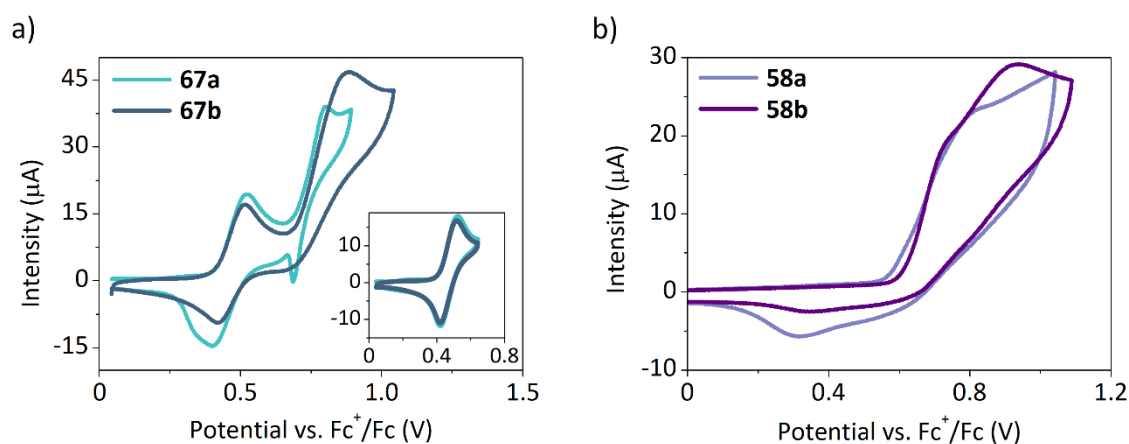 a)
67a
67b
Intensity (μA)
45
30
15
0
-15
10
0
-10
0
0.4
0.8
0
0.5
1.0
1.5
Potential vs. Fc⁺/Fc (V)
b)
58a
58b
Intensity (μA)
30
20
10
0
-10
0
0.4
0.8
1.2
Potential vs. Fc⁺/Fc (V)